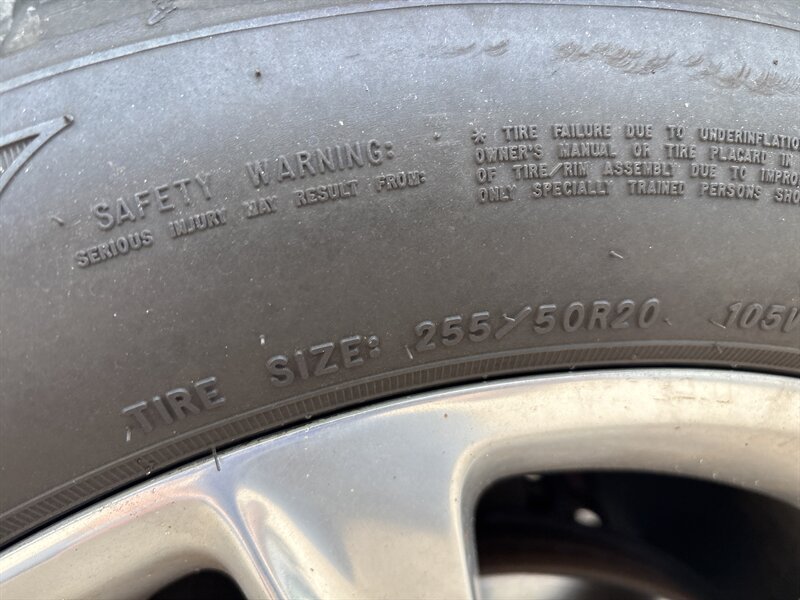 SAFETY WARNING:
SERIOUS INJURY MAY RESULT FROM:
* TIRE FAILURE DUE TO UNDERINFLATIO
OWNER'S MANUAL OR TIRE PLACARD IN
OF TIRE/RIM ASSEMBLY DUE TO IMPROP
ONLY SPECIALLY TRAINED PERSONS SHO
TIRE SIZE: 255/50R20 105V